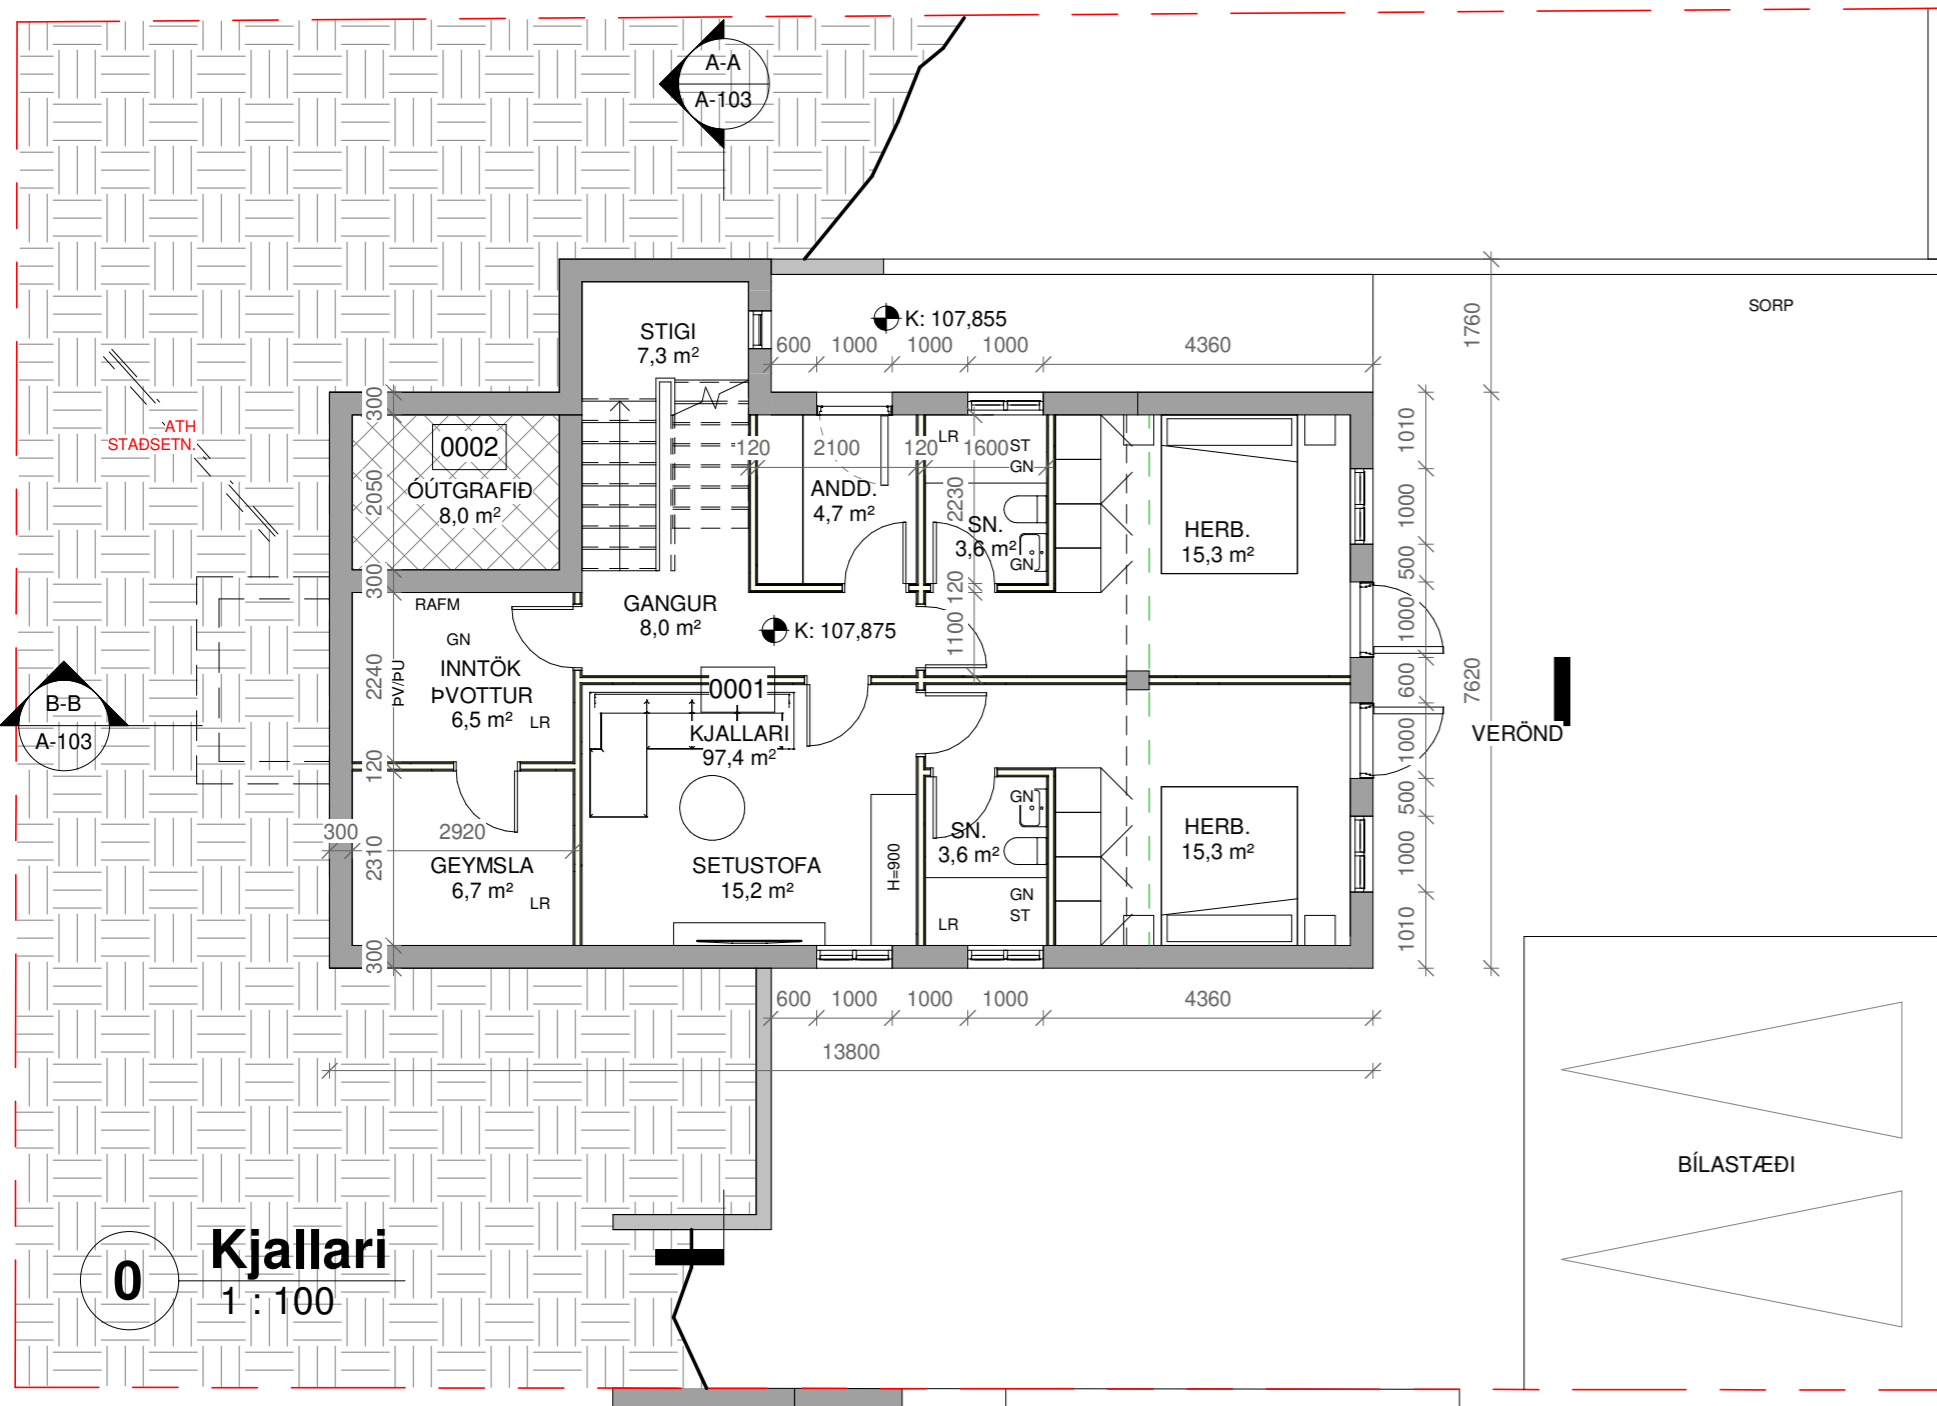 A-A
A-103
SORP
K: 107,855
STIGI
7,3 m²
600 1000 1000 1000 4360
1760
ATH
STAÐSETN.
300
0002
ÓÚTGRAFIÐ
8,0 m²
2050
300
120 2100 120 1600
LR
ST
GN
ANDD.
4,7 m²
2230
SN.
3,6 m²
GN
HERB.
15,3 m²
1010
1000
500
1000
600
1000
500
1000
1010
7620
RAFM
GN
GANGUR
8,0 m²
K: 107,875
120
1100
INNTÖK
ÞVOTTUR
6,5 m²
LR
ÞV/ÞU
2240
0001
KJALLARI
97,4 m²
B-B
A-103
VERÖND
120
300 2920
2310
GEYMSLA
6,7 m²
LR
SETUSTOFA
15,2 m²
H=900
GN
SN.
3,6 m²
GN
ST
LR
HERB.
15,3 m²
300
600 1000 1000 1000 4360
13800
BÍLASTÆÐI
0
Kjallari
1 : 100